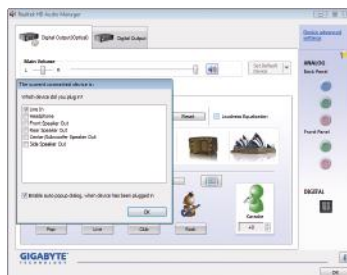 Realtek HD Audio Manager
Digital Output(Optical)
Digital Output
Device advanced settings
Main Volume
L
R
Set Default Device
ANALOG
Back Panel
The current connected device is:
Which device did you plug in?
Line In
Headphone
Front Speaker Out
Rear Speaker Out
Center/Subwoofer Speaker Out
Side Speaker Out
Reset
Loudness Equalization
Front Panel
DIGITAL
Enable auto popup dialog, when device has been plugged in
OK
Karaoke
+0
Pop
Live
Club
Rock
GIGABYTE
TECHNOLOGY
OK